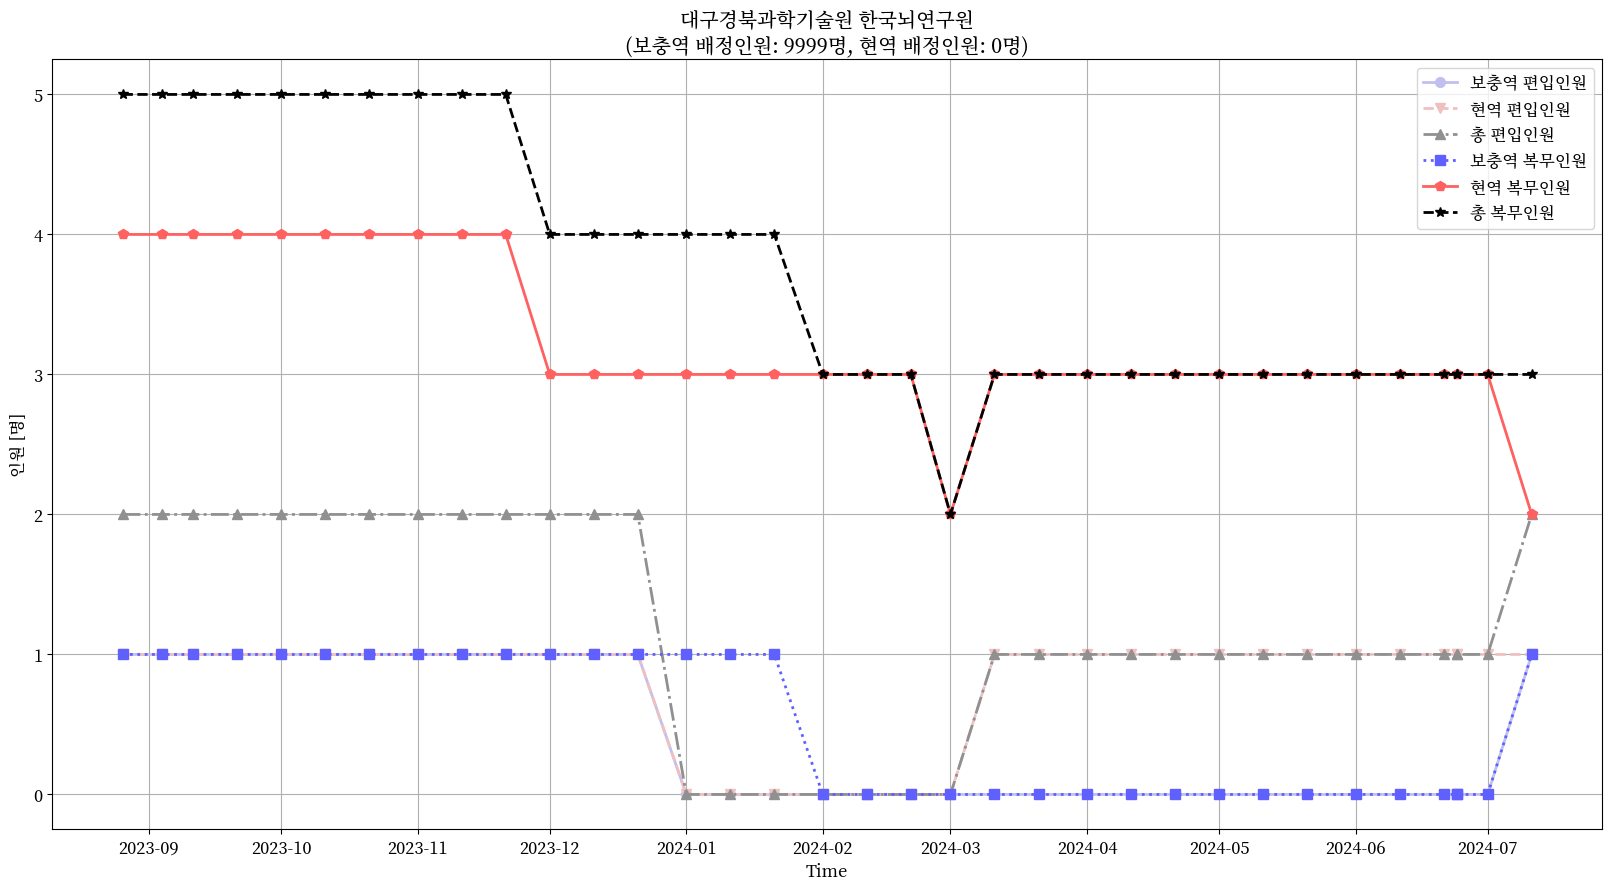 대구경북과학기술원 한국뇌연구원
(보충역 배정인원: 9999명, 현역 배정인원: 0명)
보충역 편입인원
현역 편입인원
총 편입인원
보충역 복무인원
현역 복무인원
총 복무인원
인원 [명]
5
4
3
2
1
0
2023-09 2023-10 2023-11 2023-12 2024-01 2024-02 2024-03 2024-04 2024-05 2024-06 2024-07
Time